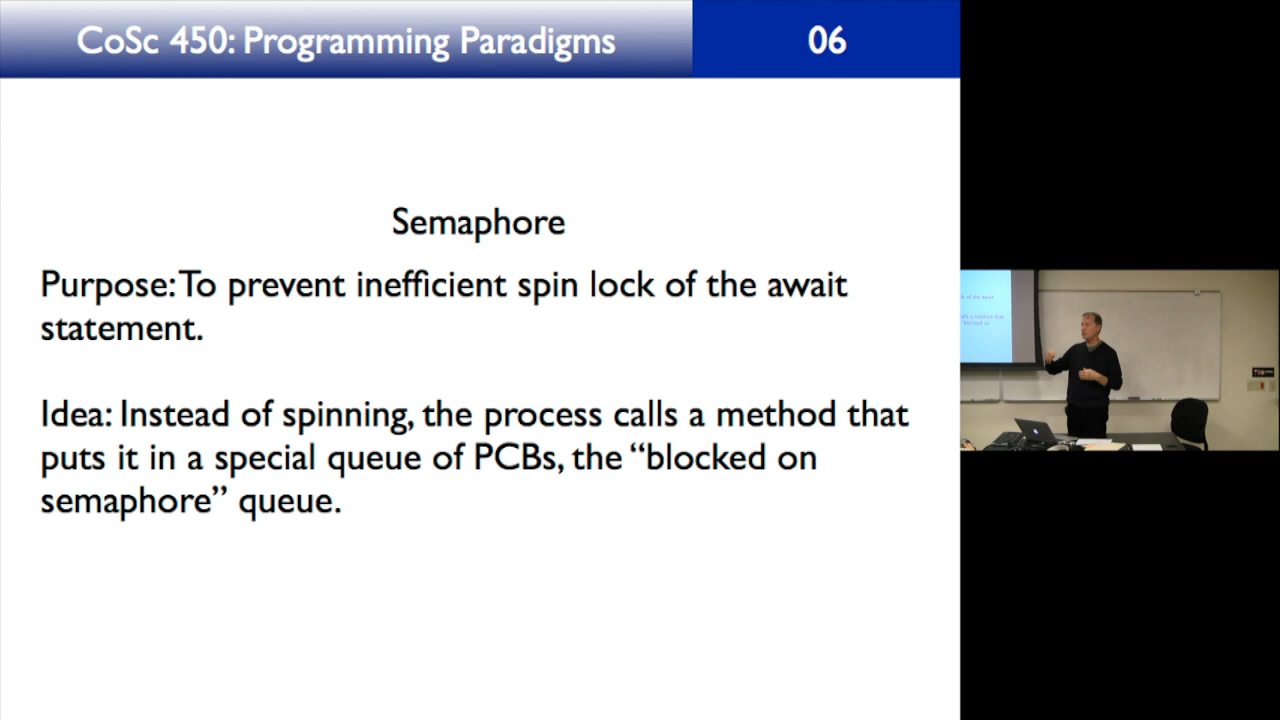 CoSc 450: Programming Paradigms
06
Semaphore
Purpose: To prevent inefficient spin lock of the await
statement.
Idea: Instead of spinning, the process calls a method that
puts it in a special queue of PCBs, the “blocked on
semaphore” queue.